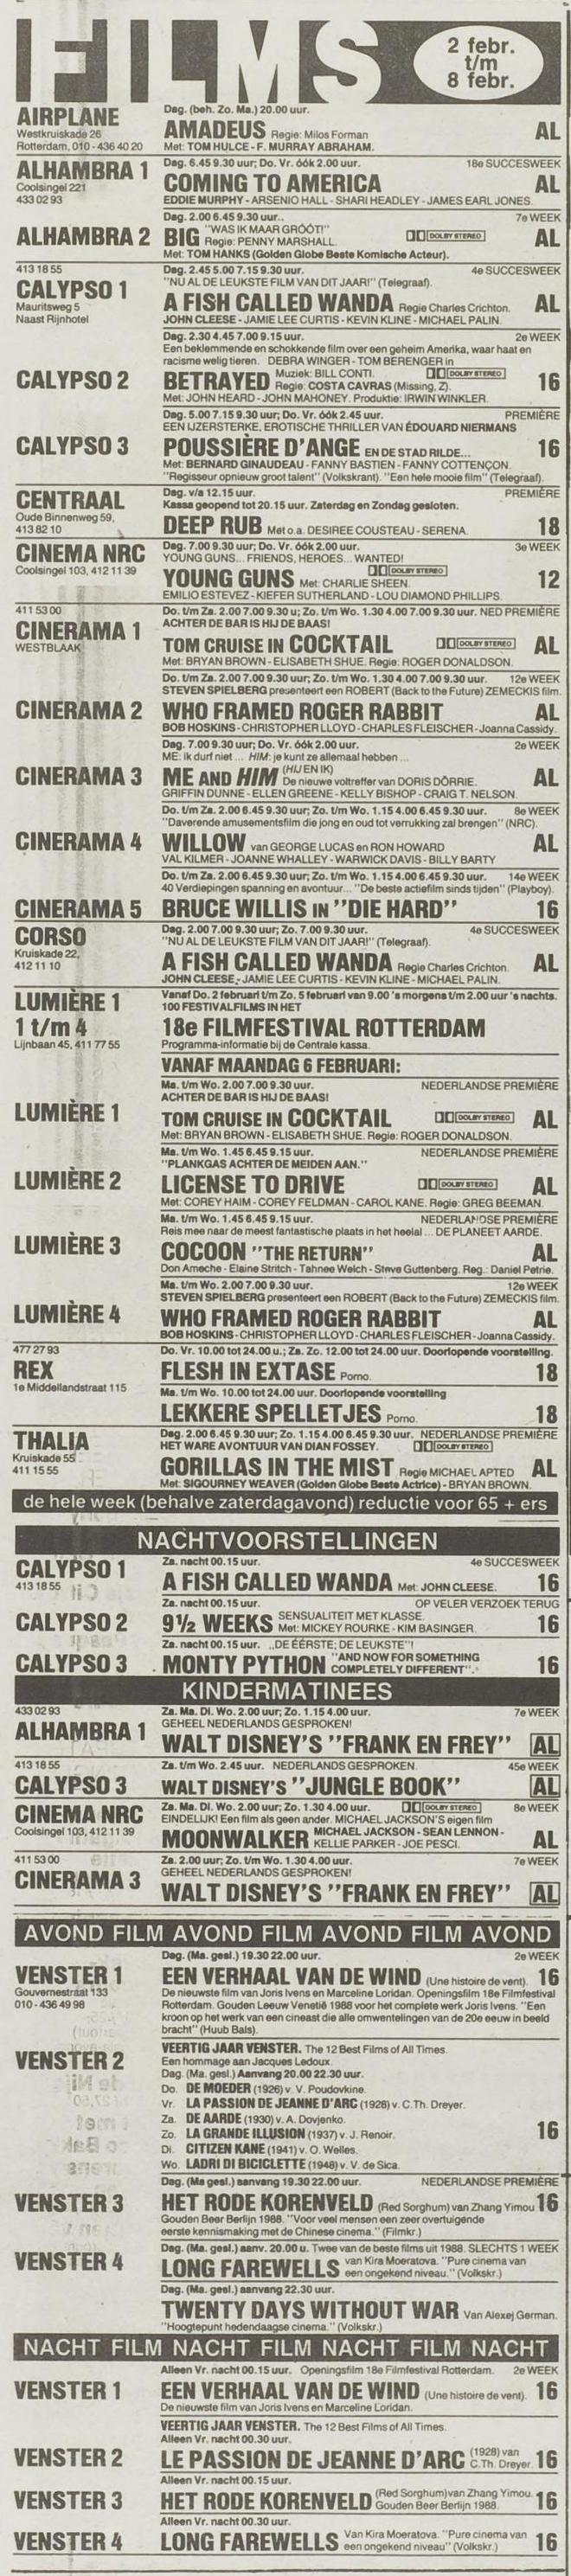 FILMS
2 febr.
t/m
8 febr.
AIRPLANE
Westkruiskade 26
Rotterdam, 010 - 436 40 20
Dag. (beh. Zo. Ma.) 20.00 uur.
AMADEUS Regie: Milos Forman AL
Met: TOM HULCE - F. MURRAY ABRAHAM.
ALHAMBRA 1
Coolsingel 221
433 02 93
Dag. 6.45 9.30 uur; Do. Vr. óók 2.00 uur. 18e SUCCESWEEK
COMING TO AMERICA AL
EDDIE MURPHY - ARSENIO HALL - SHARI HEADLEY - JAMES EARL JONES.
ALHAMBRA 2
Dag. 2.00 6.45 9.30 uur.. 7e WEEK
"WAS IK MAAR GRÓÓT!"
BIG Regie: PENNY MARSHALL. DOLBY STEREO AL
Met: TOM HANKS (Golden Globe Beste Komische Acteur).
413 18 55
CALYPSO 1
Mauritsweg 5
Naast Rijnhotel
Dag. 2.45 5.00 7.15 9.30 uur. 4e SUCCESWEEK
"NU AL DE LEUKSTE FILM VAN DIT JAAR!" (Telegraaf).
A FISH CALLED WANDA Regie Charles Crichton. AL
JOHN CLEESE - JAMIE LEE CURTIS - KEVIN KLINE - MICHAEL PALIN.
CALYPSO 2
Dag. 2.30 4.45 7.00 9.15 uur. 2e WEEK
Een beklemmende en schokkende film over een geheim Amerika, waar haat en
racisme welig tieren. DEBRA WINGER - TOM BERENGER in
BETRAYED Muziek: BILL CONTI. DOLBY STEREO 16
Regie: COSTA CAVRAS (Missing, Z).
Met: JOHN HEARD - JOHN MAHONEY. Produktie: IRWIN WINKLER.
CALYPSO 3
Dag. 5.00 7.15 9.30 uur; Do. Vr. óók 2.45 uur. PREMIÈRE
EEN IJZERSTERKE, EROTISCHE THRILLER VAN ÉDOUARD NIERMANS
POUSSIÈRE D'ANGE EN DE STAD RILDE... 16
Met: BERNARD GINAUDEAU - FANNY BASTIEN - FANNY COTTENÇON.
"Regisseur opnieuw groot talent" (Volkskrant). "Een hele mooie film" (Telegraaf).
CENTRAAL
Oude Binnenweg 59,
413 82 10
Dag. v/a 12.15 uur. PREMIÈRE
Kassa geopend tot 20.15 uur. Zaterdag en Zondag gesloten.
DEEP RUB Met o.a. DESIREE COUSTEAU - SERENA. 18
CINEMA NRC
Coolsingel 103, 412 11 39
Dag. 7.00 9.30 uur; Do. Vr. óók 2.00 uur. 3e WEEK
YOUNG GUNS... FRIENDS, HEROES... WANTED!
YOUNG GUNS Met: CHARLIE SHEEN. DOLBY STEREO 12
EMILIO ESTEVEZ - KIEFER SUTHERLAND - LOU DIAMOND PHILLIPS.
411 53 00
CINERAMA 1
WESTBLAAK
Do. t/m Za. 2.00 7.00 9.30 u; Zo. t/m Wo. 1.30 4.00 7.00 9.30 uur. NED PREMIÈRE
ACHTER DE BAR IS HIJ DE BAAS!
TOM CRUISE IN COCKTAIL DOLBY STEREO AL
Met: BRYAN BROWN - ELISABETH SHUE. Regie: ROGER DONALDSON.
CINERAMA 2
Do. t/m Za. 2.00 7.00 9.30 uur; Zo. t/m Wo. 1.30 4.00 7.00 9.30 uur. 12e WEEK
STEVEN SPIELBERG presenteert een ROBERT (Back to the Future) ZEMECKIS film.
WHO FRAMED ROGER RABBIT AL
BOB HOSKINS - CHRISTOPHER LLOYD - CHARLES FLEISCHER - Joanna Cassidy.
CINERAMA 3
Dag. 7.00 9.30 uur; Do. Vr. óók 2.00 uur. 2e WEEK
ME: ik durf niet ... HIM: je kunt ze allemaal hebben ...
ME AND HIM (HIJ EN IK) De nieuwe voltreffer van DORIS DÖRRIE. AL
GRIFFIN DUNNE - ELLEN GREENE - KELLY BISHOP - CRAIG T. NELSON.
CINERAMA 4
Do. t/m Za. 2.00 6.45 9.30 uur; Zo. t/m Wo. 1.15 4.00 6.45 9.30 uur. 8e WEEK
"Daverende amusementsfilm die jong en oud tot verrukking zal brengen" (NRC).
WILLOW van GEORGE LUCAS en RON HOWARD AL
VAL KILMER - JOANNE WHALLEY - WARWICK DAVIS - BILLY BARTY
CINERAMA 5
Do. t/m Za. 2.00 6.45 9.30 uur; Zo. t/m Wo. 1.15 4.00 6.45 9.30 uur. 14e WEEK
40 Verdiepingen spanning en avontuur... "De beste actiefilm sinds tijden" (Playboy).
BRUCE WILLIS IN "DIE HARD" 16
CORSO
Kruiskade 22,
412 11 10
Dag. 2.00 7.00 9.30 uur; Zo. 7.00 9.30 uur. 4e SUCCESWEEK
"NU AL DE LEUKSTE FILM VAN DIT JAAR!" (Telegraaf).
A FISH CALLED WANDA Regie Charles Crichton. AL
JOHN CLEESE - JAMIE LEE CURTIS - KEVIN KLINE - MICHAEL PALIN.
LUMIÈRE 1
1 t/m 4
Lijnbaan 45, 411 77 55
Vanaf Do. 2 februari t/m Zo. 5 februari van 9.00 's morgens t/m 2.00 uur 's nachts.
100 FESTIVALFILMS IN HET
18e FILMFESTIVAL ROTTERDAM
Programma-informatie bij de Centrale kassa.
VANAF MAANDAG 6 FEBRUARI:
LUMIÈRE 1
Ma. t/m Wo. 2.00 7.00 9.30 uur. NEDERLANDSE PREMIÈRE
ACHTER DE BAR IS HIJ DE BAAS!
TOM CRUISE IN COCKTAIL DOLBY STEREO AL
Met: BRYAN BROWN - ELISABETH SHUE. Regie: ROGER DONALDSON.
LUMIÈRE 2
Ma. t/m Wo. 1.45 6.45 9.15 uur. NEDERLANDSE PREMIÈRE
"PLANKGAS ACHTER DE MEIDEN AAN."
LICENSE TO DRIVE DOLBY STEREO AL
Met: COREY HAIM - COREY FELDMAN - CAROL KANE. Regie: GREG BEEMAN.
LUMIÈRE 3
Ma. t/m Wo. 1.45 6.45 9.15 uur. NEDERLANDSE PREMIÈRE
Reis mee naar de meest fantastische plaats in het heelal ... DE PLANEET AARDE.
COCOON "THE RETURN" AL
Don Ameche - Elaine Stritch - Tahnee Welch - Steve Guttenberg. Reg.: Daniel Petrie.
LUMIÈRE 4
Ma. t/m Wo. 2.00 7.00 9.30 uur. 12e WEEK
STEVEN SPIELBERG presenteert een ROBERT (Back to the Future) ZEMECKIS film.
WHO FRAMED ROGER RABBIT AL
BOB HOSKINS - CHRISTOPHER LLOYD - CHARLES FLEISCHER - Joanna Cassidy.
477 27 93
REX
1e Middellandstraat 115
Do. Vr. 10.00 tot 24.00 u.; Za. Zo. 12.00 tot 24.00 uur. Doorlopende voorstelling.
FLESH IN EXTASE Porno. 18
Ma. t/m Wo. 10.00 tot 24.00 uur. Doorlopende voorstelling
LEKKERE SPELLETJES Porno. 18
THALIA
Kruiskade 55
411 15 55
Dag. 2.00 6.45 9.30 uur; Zo. 1.15 4.00 6.45 9.30 uur. NEDERLANDSE PREMIÈRE
HET WARE AVONTUUR VAN DIAN FOSSEY. DOLBY STEREO
GORILLAS IN THE MIST Regie MICHAEL APTED AL
Met: SIGOURNEY WEAVER (Golden Globe Beste Actrice) - BRYAN BROWN.
de hele week (behalve zaterdagavond) reductie voor 65 + ers
NACHTVOORSTELLINGEN
CALYPSO 1
413 18 55
Za. nacht 00.15 uur. 4e SUCCESWEEK
A FISH CALLED WANDA Met: JOHN CLEESE. 16
CALYPSO 2
Za. nacht 00.15 uur. OP VELER VERZOEK TERUG
9½ WEEKS SENSUALITEIT MET KLASSE. 16
Met: MICKEY ROURKE - KIM BASINGER.
CALYPSO 3
Za. nacht 00.15 uur. „DE ÉÉRSTE; DE LEUKSTE"!
MONTY PYTHON "AND NOW FOR SOMETHING 16
COMPLETELY DIFFERENT".
KINDERMATINEES
433 02 93
ALHAMBRA 1
Za. Ma. Di. Wo. 2.00 uur; Zo. 1.15 4.00 uur. 7e WEEK
GEHEEL NEDERLANDS GESPROKEN!
WALT DISNEY'S "FRANK EN FREY" AL
413 18 55
CALYPSO 3
Za. t/m Wo. 2.45 uur. NEDERLANDS GESPROKEN. 45e WEEK
WALT DISNEY'S "JUNGLE BOOK" AL
CINEMA NRC
Coolsingel 103, 412 11 39
Za. Ma. Di. Wo. 2.00 uur; Zo. 1.30 4.00 uur. DOLBY STEREO 8e WEEK
EINDELIJK! Een film als geen ander. MICHAEL JACKSON'S eigen film
MOONWALKER MICHAEL JACKSON - SEAN LENNON - AL
KELLIE PARKER - JOE PESCI.
411 53 00
CINERAMA 3
Za. 2.00 uur; Zo. t/m Wo. 1.30 4.00 uur. 7e WEEK
GEHEEL NEDERLANDS GESPROKEN!
WALT DISNEY'S "FRANK EN FREY" AL
AVOND FILM AVOND FILM AVOND FILM AVOND
VENSTER 1
Gouvernestraat 133
010 - 436 49 98
Dag. (Ma. gesl.) 19.30 22.00 uur. 2e WEEK
EEN VERHAAL VAN DE WIND (Une histoire de vent). 16
De nieuwste film van Joris Ivens en Marceline Loridan. Openingsfilm 18e Filmfestival
Rotterdam. Gouden Leeuw Venetië 1988 voor het complete werk Joris Ivens. "Een
kroon op het werk van een cineast die alle omwentelingen van de 20e eeuw in beeld
bracht" (Huub Bals).
VENSTER 2
VEERTIG JAAR VENSTER. The 12 Best Films of All Times.
Een hommage aan Jacques Ledoux.
Dag. (Ma. gesl.) Aanvang 20.00 22.30 uur.
Do. DE MOEDER (1926) v. V. Poudovkine.
Vr. LA PASSION DE JEANNE D'ARC (1928) v. C.Th. Dreyer.
Za. DE AARDE (1930) v. A. Dovjenko.
Zo. LA GRANDE ILLUSION (1937) v. J. Renoir. 16
Di. CITIZEN KANE (1941) v. O. Welles.
Wo. LADRI DI BICICLETTE (1948) v. V. de Sica.
VENSTER 3
Dag. (Ma gesl.) aanvang 19.30 22.00 uur. NEDERLANDSE PREMIÈRE
HET RODE KORENVELD (Red Sorghum) van Zhang Yimou 16
Gouden Beer Berlijn 1988. "Voor veel mensen een zeer overtuigende
eerste kennismaking met de Chinese cinema." (Filmkr.)
VENSTER 4
Dag. (Ma. gesl.) aanv. 20.00 u. Twee van de beste films uit 1988. SLECHTS 1 WEEK
LONG FAREWELLS van Kira Moeratova. "Pure cinema van
een ongekend niveau." (Volkskr.)
Dag. (Ma. gesl.) aanvang 22.30 uur.
TWENTY DAYS WITHOUT WAR Van Alexej German.
"Hoogtepunt hedendaagse cinema." (Volkskr.)
NACHT FILM NACHT FILM NACHT FILM NACHT
VENSTER 1
Alleen Vr. nacht 00.15 uur. Openingsfilm 18e Filmfestival Rotterdam. 2e WEEK
EEN VERHAAL VAN DE WIND (Une histoire de vent). 16
De nieuwste film van Joris Ivens en Marceline Loridan.
VENSTER 2
VEERTIG JAAR VENSTER. The 12 Best Films of All Times.
Alleen Vr. nacht 00.30 uur.
LE PASSION DE JEANNE D'ARC (1928) van 16
C.Th. Dreyer.
VENSTER 3
Alleen Vr. nacht 00.15 uur.
HET RODE KORENVELD (Red Sorghum) van Zhang Yimou. 16
Gouden Beer Berlijn 1988.
VENSTER 4
Alleen Vr. nacht 00.30 uur.
LONG FAREWELLS Van Kira Moeratova. "Pure cinema van 16
een ongekend niveau" (Volkskr.)